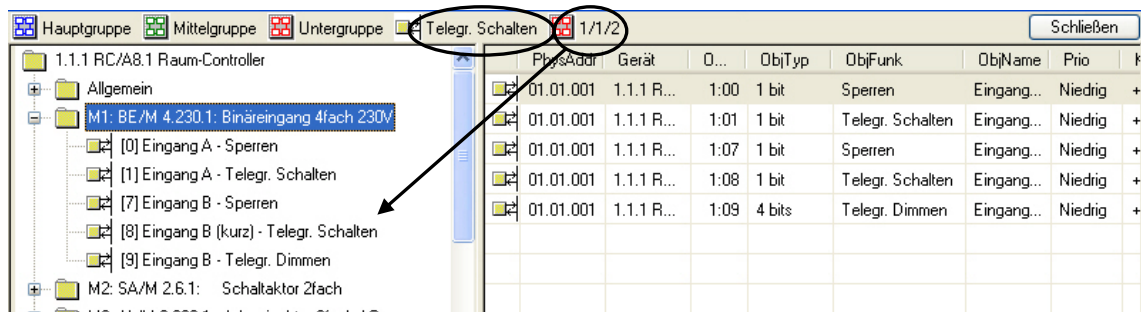 Hauptgruppe Mittelgruppe Untergruppe Telegr. Schalten 1/1/2 Schließen
1.1.1 RC/A8.1 Raum-Controller
Allgemein
M1: BE/M 4.230.1: Binäreingang 4fach 230V
[0] Eingang A - Sperren
[1] Eingang A - Telegr. Schalten
[7] Eingang B - Sperren
[8] Eingang B (kurz) - Telegr. Schalten
[9] Eingang B - Telegr. Dimmen
M2: SA/M 2.6.1: Schaltaktor 2fach
PhysAddr Gerät O... ObjTyp ObjFunk ObjName Prio
01.01.001 1.1.1 R... 1:00 1 bit Sperren Eingang... Niedrig +
01.01.001 1.1.1 R... 1:01 1 bit Telegr. Schalten Eingang... Niedrig +
01.01.001 1.1.1 R... 1:07 1 bit Sperren Eingang... Niedrig +
01.01.001 1.1.1 R... 1:08 1 bit Telegr. Schalten Eingang... Niedrig +
01.01.001 1.1.1 R... 1:09 4 bits Telegr. Dimmen Eingang... Niedrig +